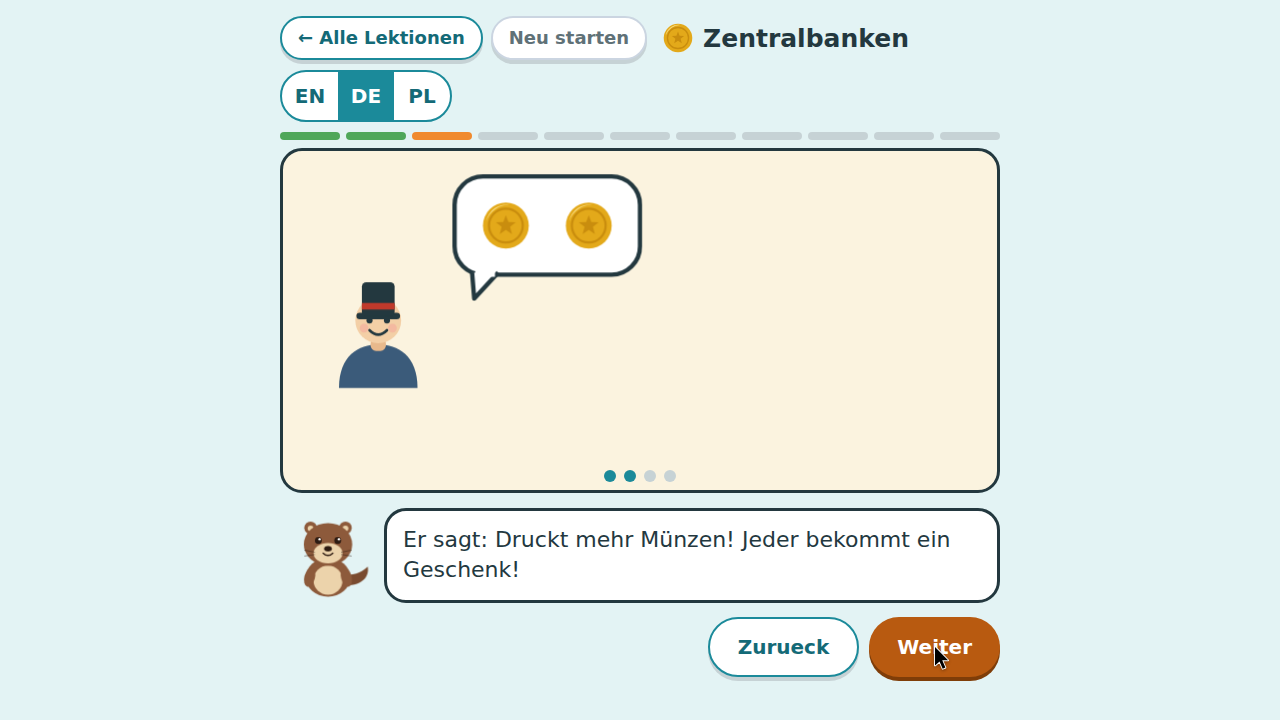 ← Alle Lektionen
Neu starten
Zentralbanken
EN DE PL
Er sagt: Druckt mehr Münzen! Jeder bekommt ein
Geschenk!
Zurueck
Weiter